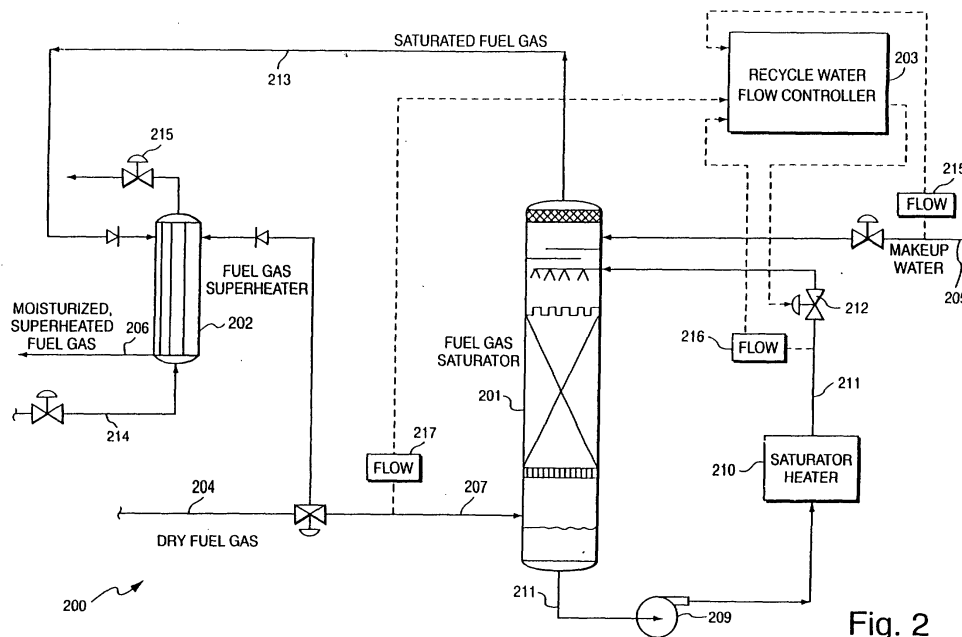 SATURATED FUEL GAS
213
RECYCLE WATER
FLOW CONTROLLER
203
215
215
FLOW
MAKEUP
WATER
205
FUEL GAS
SUPERHEATER
MOISTURIZED,
SUPERHEATED
FUEL GAS
206
202
212
FUEL GAS
SATURATOR
201
216
FLOW
211
214
217
FLOW
210
SATURATOR
HEATER
204
207
DRY FUEL GAS
200
211
209
Fig. 2